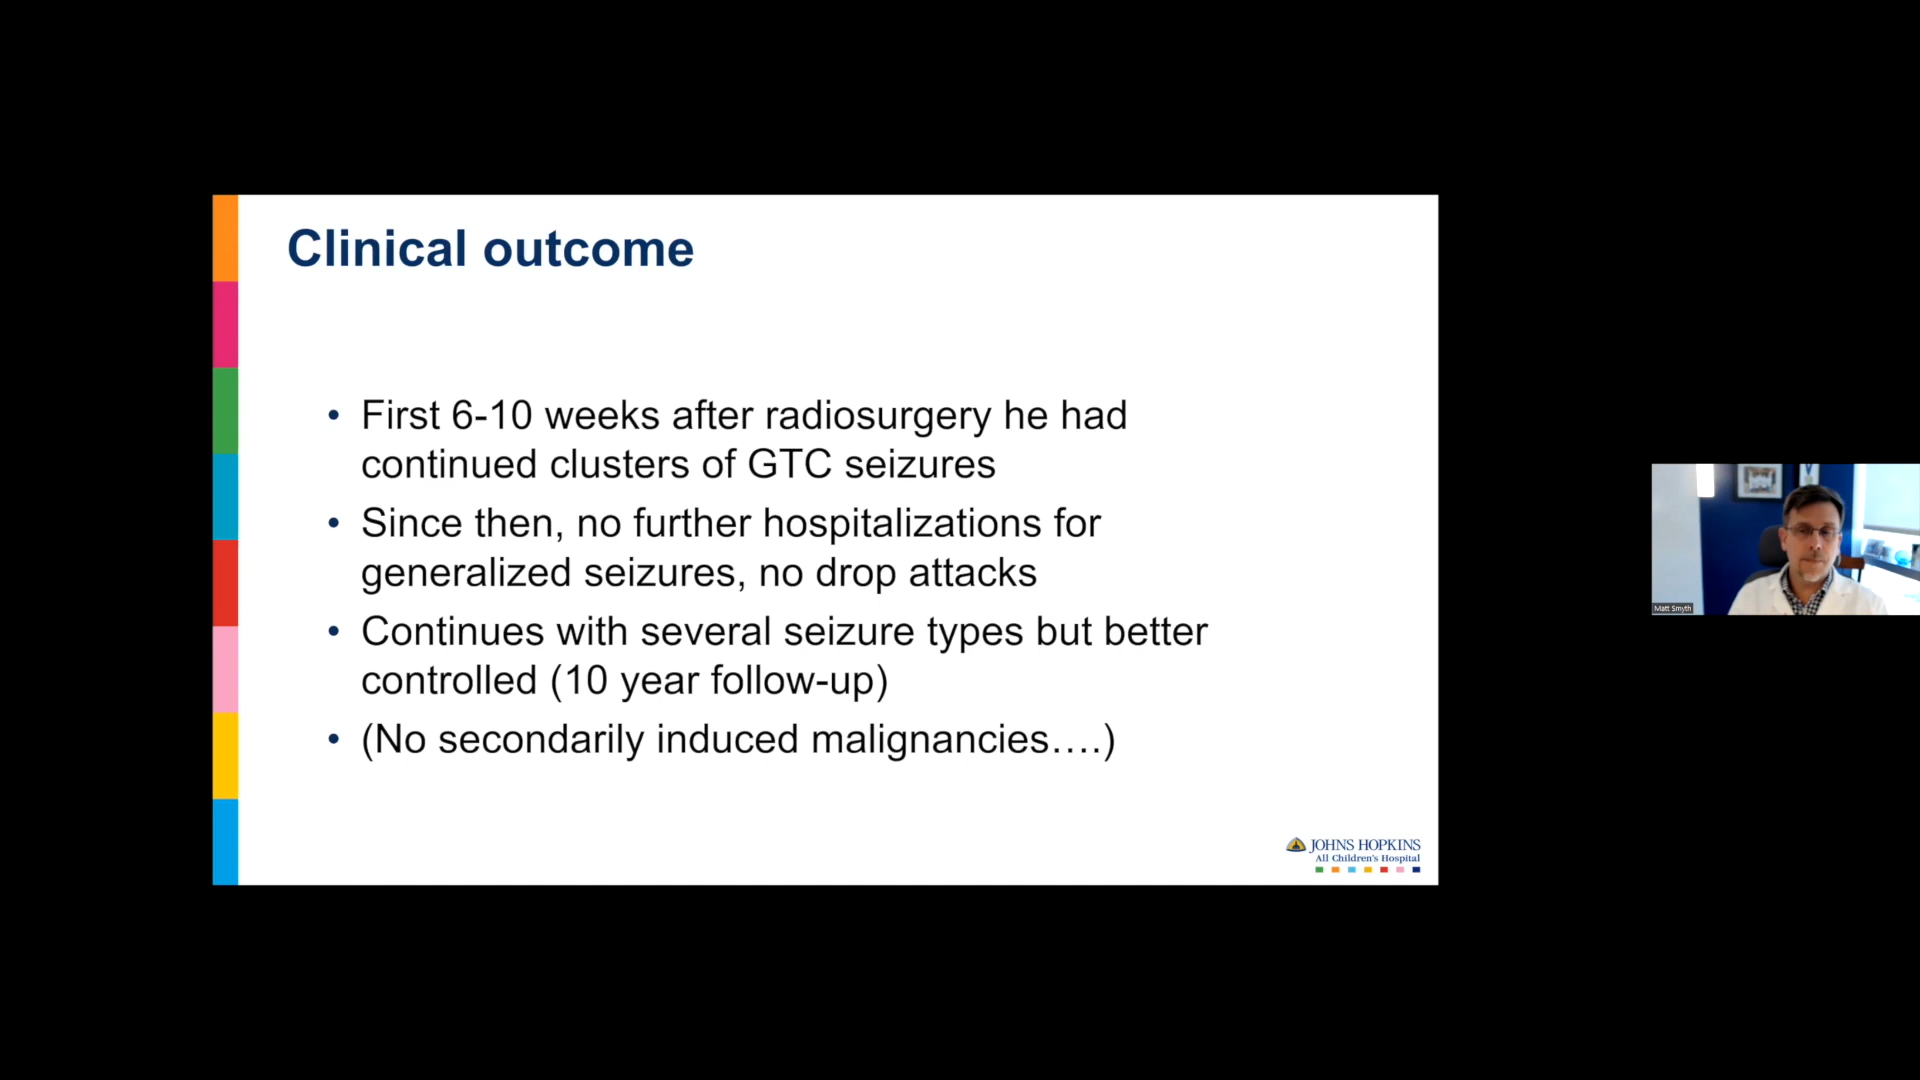 Clinical outcome
• First 6-10 weeks after radiosurgery he had
continued clusters of GTC seizures
• Since then, no further hospitalizations for
generalized seizures, no drop attacks
• Continues with several seizure types but better
controlled (10 year follow-up)
• (No secondarily induced malignancies….)
JOHNS HOPKINS
All Children's Hospital
Matt Smyth